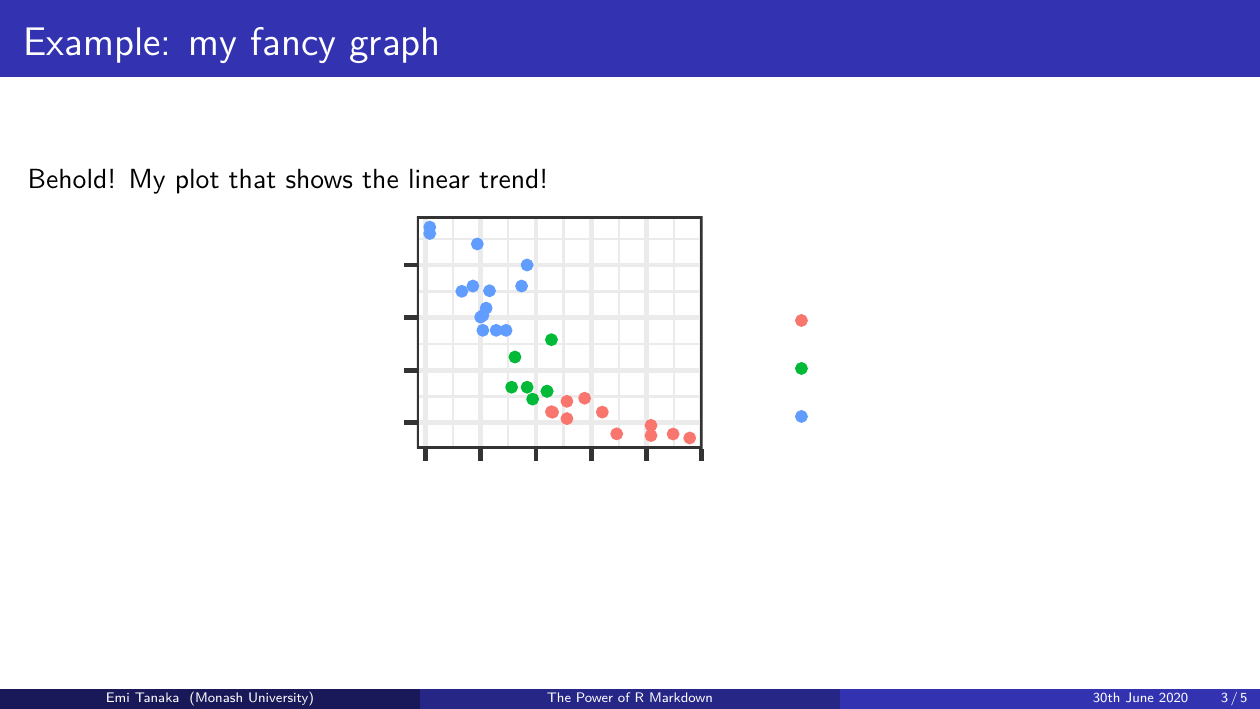 Example: my fancy graph
Behold! My plot that shows the linear trend!
Emi Tanaka (Monash University)
The Power of R Markdown
30th June 2020
3 / 5